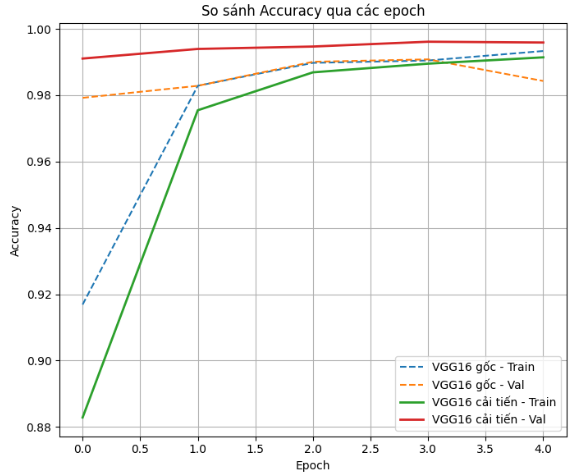 So sánh Accuracy qua các epoch
1.00
0.98
0.96
0.94
0.92
0.90
0.88
Accuracy
VGG16 gốc - Train
VGG16 gốc - Val
VGG16 cải tiến - Train
VGG16 cải tiến - Val
0.0 0.5 1.0 1.5 2.0 2.5 3.0 3.5 4.0
Epoch